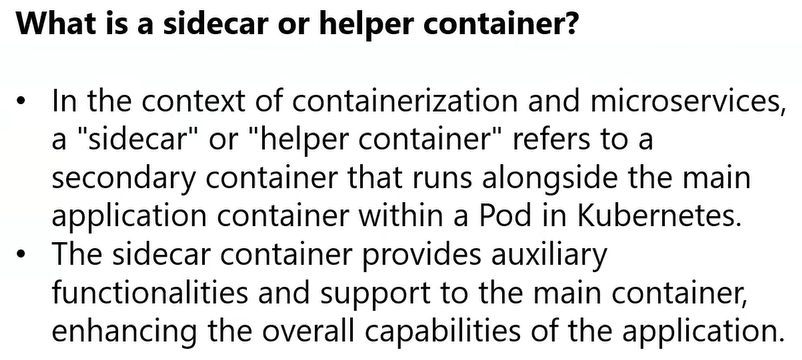 What is a sidecar or helper container?
• In the context of containerization and microservices,
a "sidecar" or "helper container" refers to a
secondary container that runs alongside the main
application container within a Pod in Kubernetes.
• The sidecar container provides auxiliary
functionalities and support to the main container,
enhancing the overall capabilities of the application.